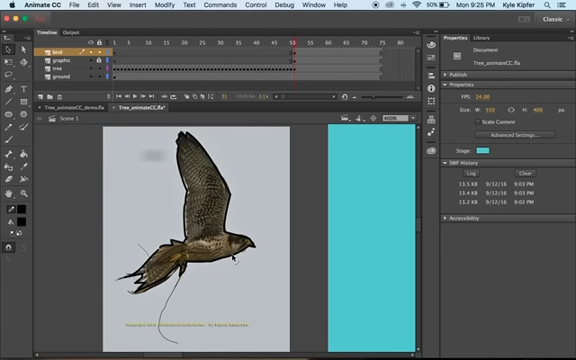 Animate CC File Edit View Insert Modify Text Commands Control Debug Window Help 50% Mon 9:25 PM Kyle Kipfer
Classic
Timeline Output
1 5 10 15 20 25 30 35 40 45 50 55 60 65 70 75 80
bird
graphic
tree
ground
Tree_animateCC_demo.fla Tree_animateCC.fla*
Scene 1 400%
Properties Library
Document
Tree_animateCC.fla
Publish
Properties
FPS: 24.00
Size: W: 550 H: 400 px
Scale Content
Advanced Settings...
Stage:
SWF History
Log Clear
13.5 KB 9/12/16 9:03 PM
13.4 KB 9/12/16 9:03 PM
13.2 KB 9/12/16 9:02 PM
Accessibility